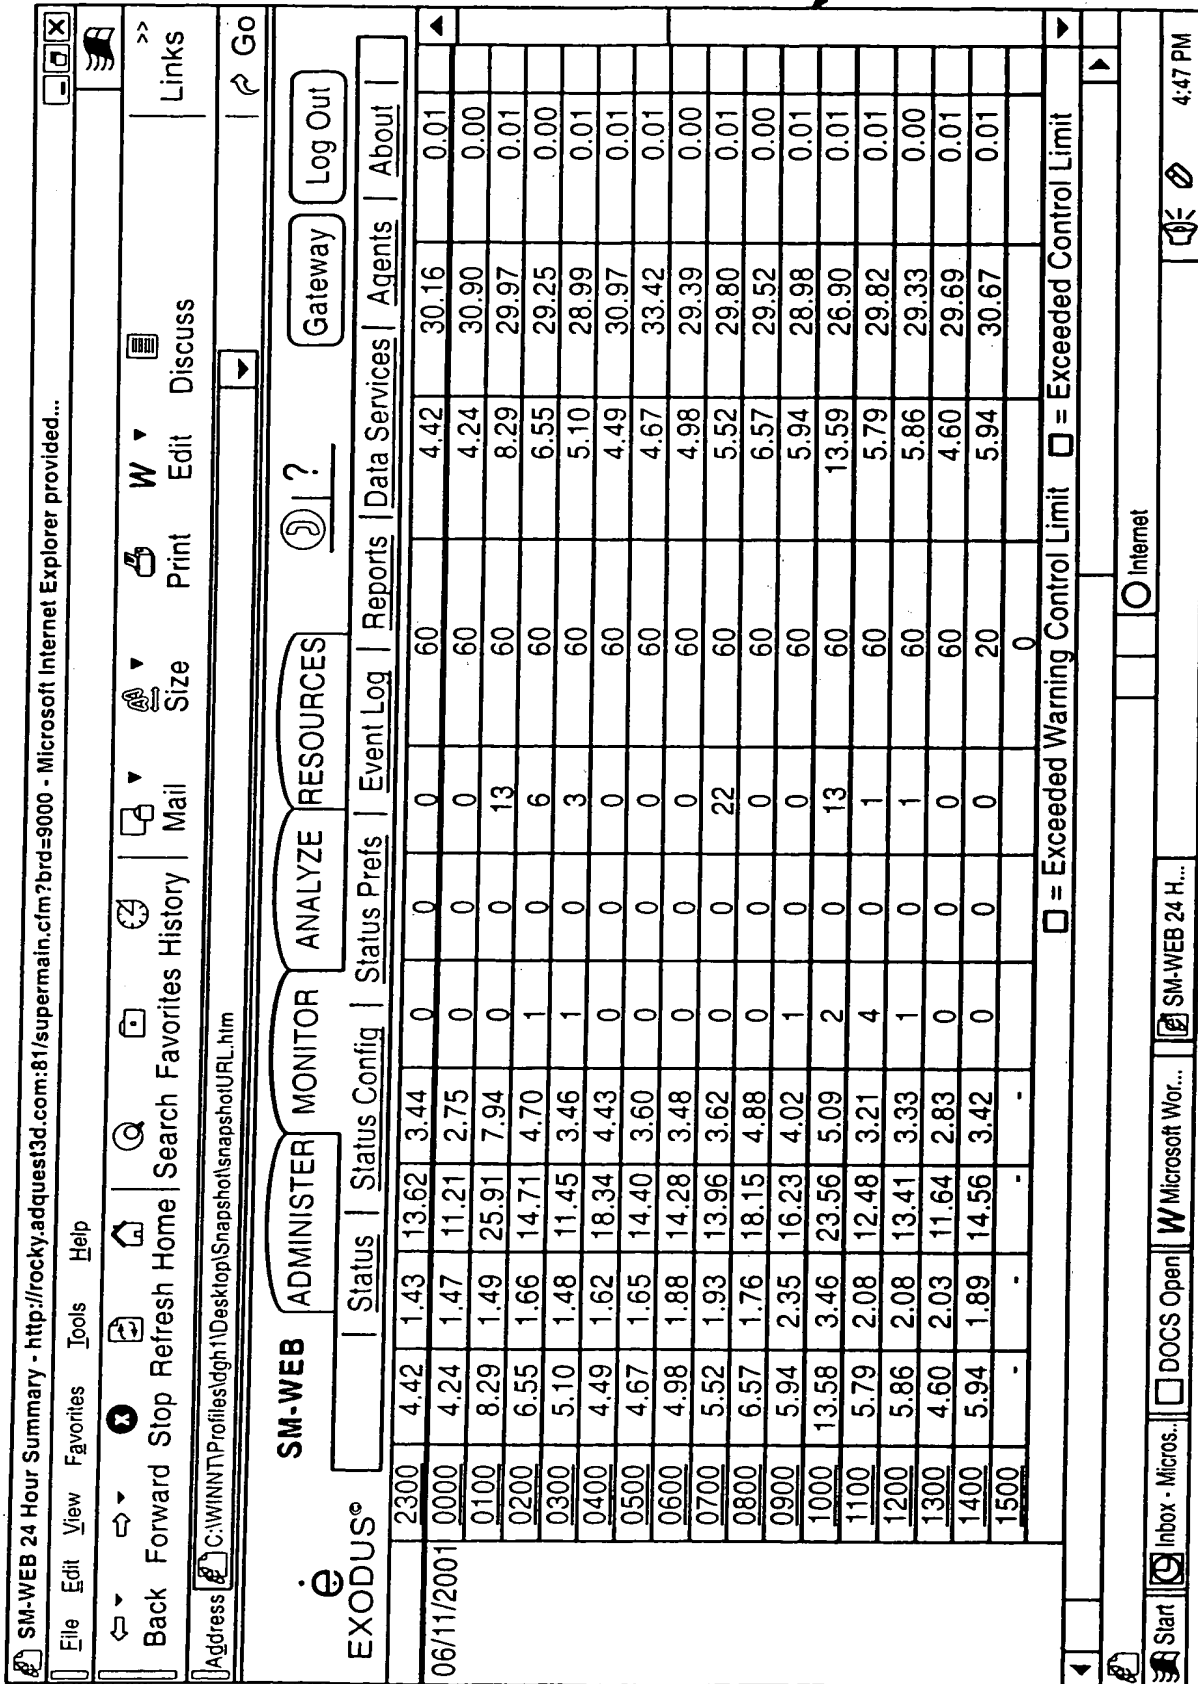 SM-WEB 24 Hour Summary - http://rocky.adquest3d.com:81/supermain.cfm?brd=9000 - Microsoft Internet Explorer provided...
File Edit View Favorites Tools Help
Back Forward Stop Refresh Home Search Favorites History Mail Size Print Edit Discuss Links >>
Address C:\WINNT\Profiles\dgh1\Desktop\Snapshot\snapshotURL.htm Go
EXODUS© SM-WEB ADMINISTER MONITOR ANALYZE RESOURCES ? Gateway Log Out
| Status | Status Config | Status Prefs | Event Log | Reports | Data Services | Agents | About |
2300 4.42 1.43 13.62 3.44 0 0 0 60 4.42 30.16 0.01
06/11/2001 0000 4.24 1.47 11.21 2.75 0 0 0 60 4.24 30.90 0.00
0100 8.29 1.49 25.91 7.94 0 0 13 60 8.29 29.97 0.01
0200 6.55 1.66 14.71 4.70 1 0 6 60 6.55 29.25 0.00
0300 5.10 1.48 11.45 3.46 1 0 3 60 5.10 28.99 0.01
0400 4.49 1.62 18.34 4.43 0 0 0 60 4.49 30.97 0.01
0500 4.67 1.65 14.40 3.60 0 0 0 60 4.67 33.42 0.01
0600 4.98 1.88 14.28 3.48 0 0 0 60 4.98 29.39 0.00
0700 5.52 1.93 13.96 3.62 0 0 22 60 5.52 29.80 0.01
0800 6.57 1.76 18.15 4.88 0 0 0 60 6.57 29.52 0.00
0900 5.94 2.35 16.23 4.02 1 0 0 60 5.94 28.98 0.01
1000 13.58 3.46 23.56 5.09 2 0 13 60 13.59 26.90 0.01
1100 5.79 2.08 12.48 3.21 4 0 1 60 5.79 29.82 0.01
1200 5.86 2.08 13.41 3.33 1 0 1 60 5.86 29.33 0.00
1300 4.60 2.03 11.64 2.83 0 0 0 60 4.60 29.69 0.01
1400 5.94 1.89 14.56 3.42 0 0 0 20 5.94 30.67 0.01
1500 - - - - 0
= Exceeded Warning Control Limit = Exceeded Control Limit
Internet
Start Inbox - Micros.. DOCS Open W Microsoft Wor... SM-WEB 24 H... 4:47 PM